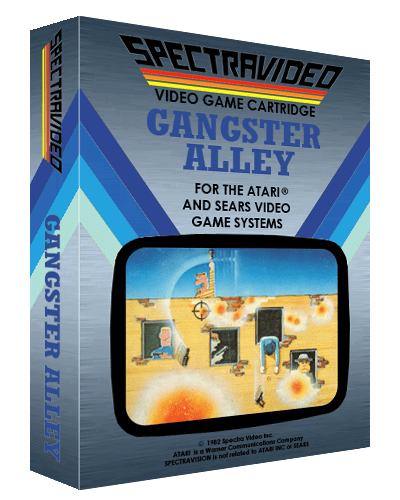 SPECTRAVIDEO
GANGSTER ALLEY
SPECTRAVIDEO
VIDEO GAME CARTRIDGE
GANGSTER
ALLEY
FOR THE ATARI®
AND SEARS VIDEO
GAME SYSTEMS
© 1982 Spectra Video Inc.
ATARI is a Warner Communications Company
SPECTRAVISION is not related to ATARI INC or SEARS